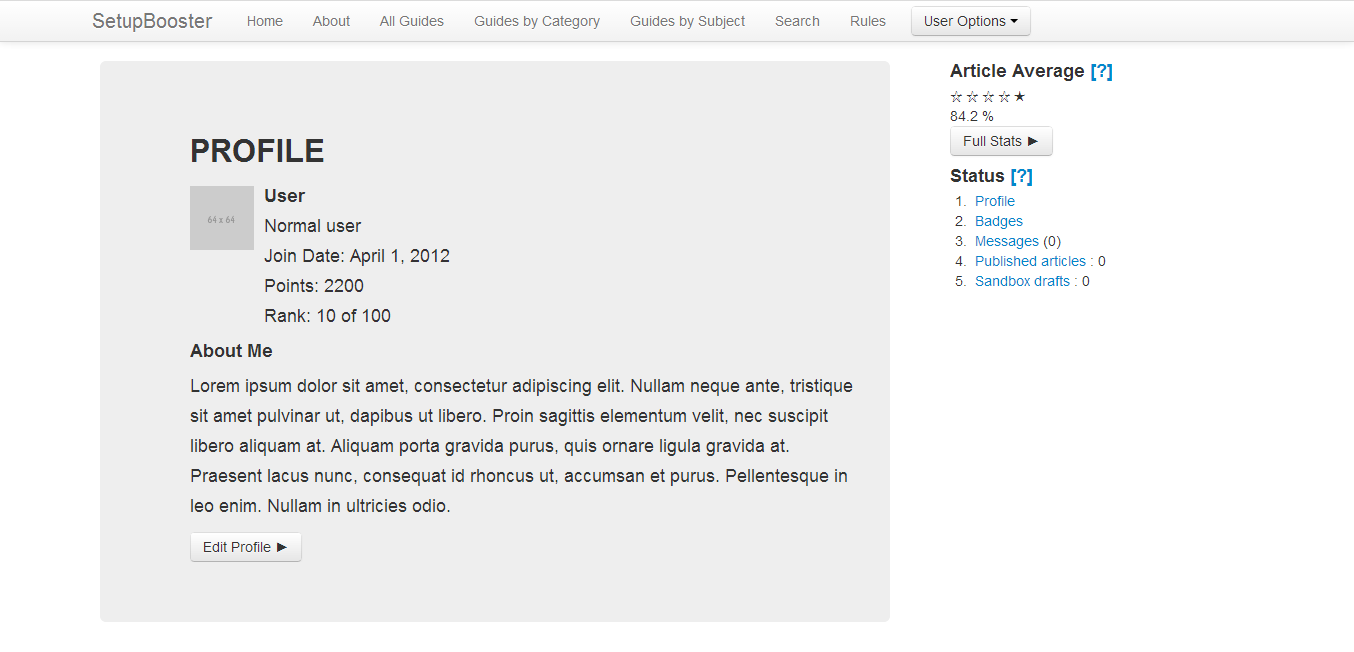 SetupBooster Home About All Guides Guides by Category Guides by Subject Search Rules User Options
PROFILE
64 x 64
User
Normal user
Join Date: April 1, 2012
Points: 2200
Rank: 10 of 100
About Me
Lorem ipsum dolor sit amet, consectetur adipiscing elit. Nullam neque ante, tristique
sit amet pulvinar ut, dapibus ut libero. Proin sagittis elementum velit, nec suscipit
libero aliquam at. Aliquam porta gravida purus, quis ornare ligula gravida at.
Praesent lacus nunc, consequat id rhoncus ut, accumsan et purus. Pellentesque in
leo enim. Nullam in ultricies odio.
Edit Profile ►
Article Average [?]
☆ ☆ ☆ ☆ ★
84.2 %
Full Stats ►
Status [?]
1. Profile
2. Badges
3. Messages (0)
4. Published articles : 0
5. Sandbox drafts : 0